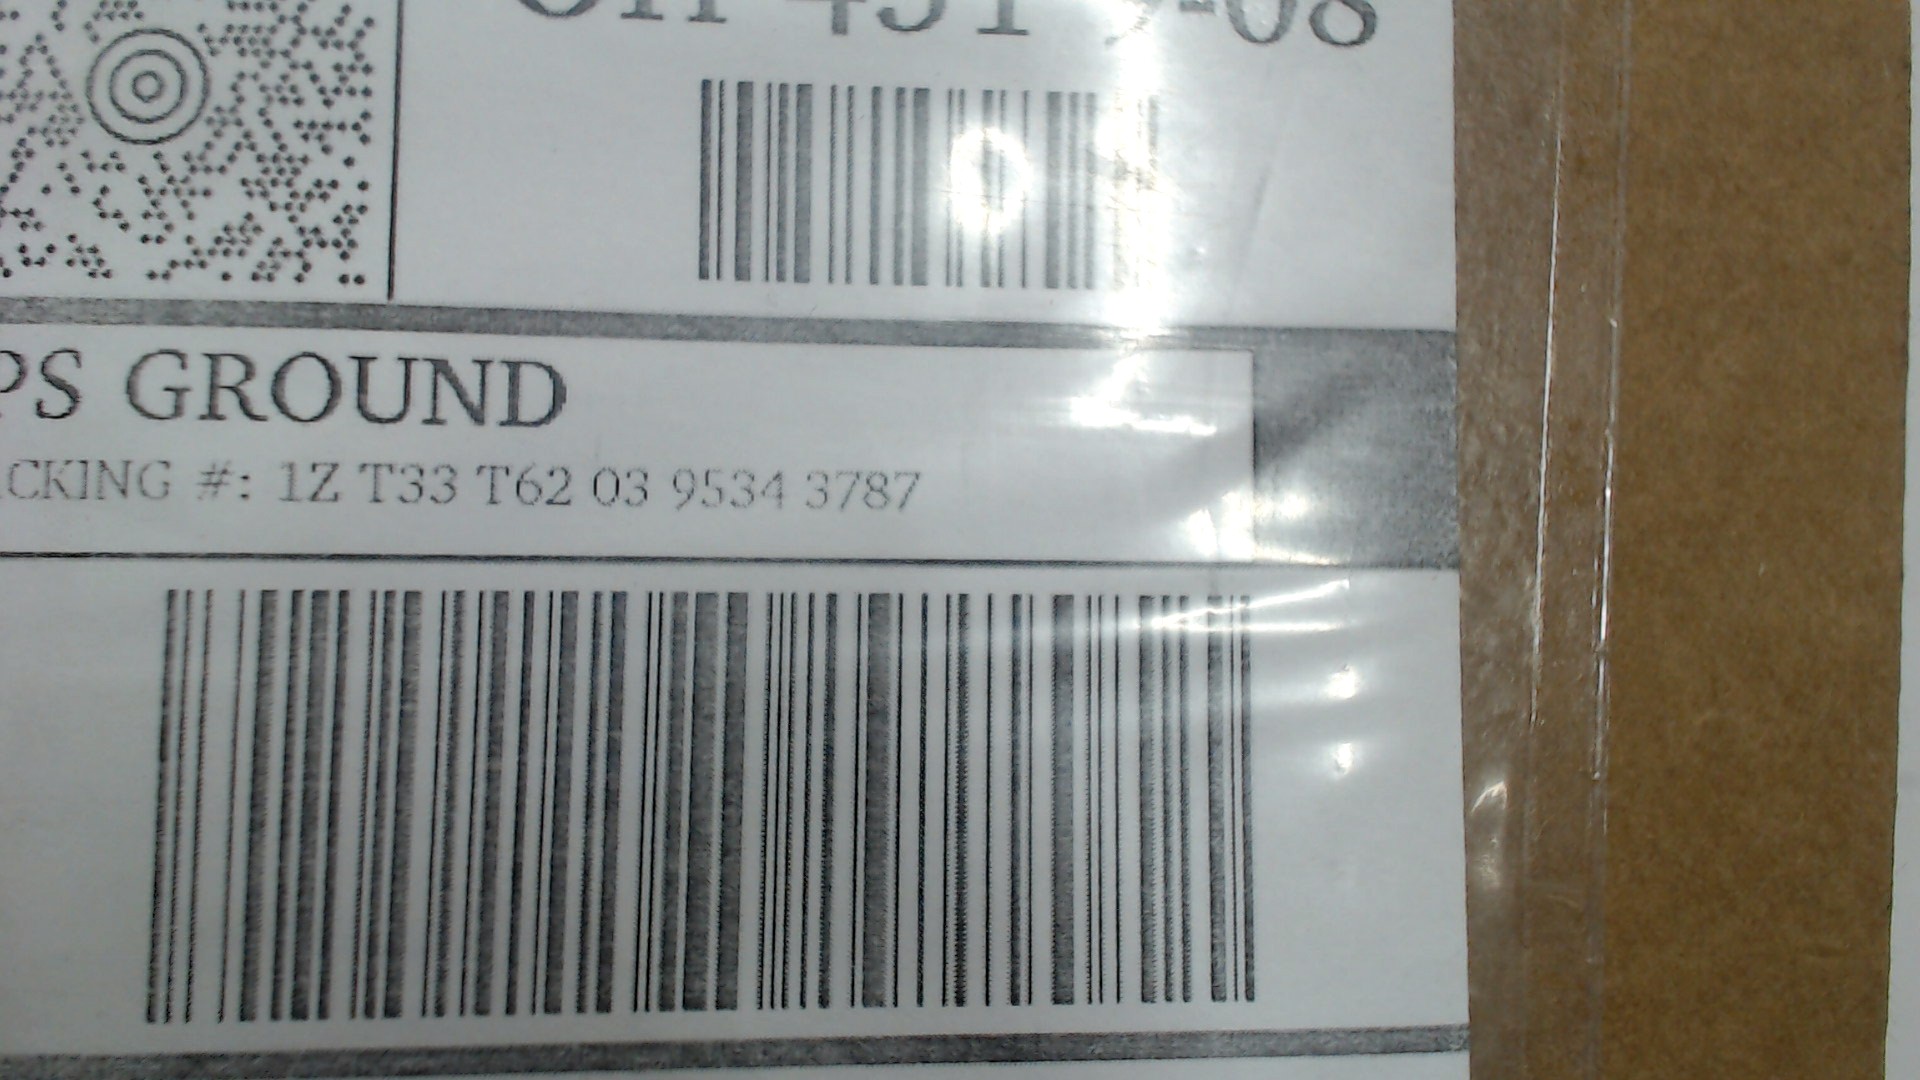 PS GROUND
CKING #: 1Z T33 T62 03 9534 3787